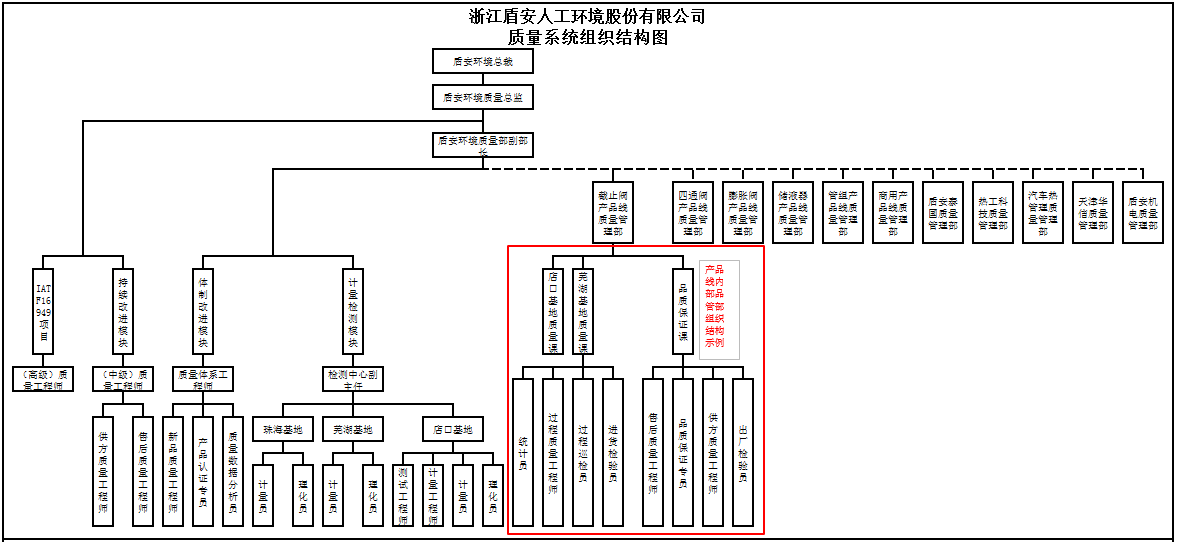 浙江盾安人工环境股份有限公司
质量系统组织结构图
盾安环境总裁
盾安环境质量总监
盾安环境质量部副部
长
截止阀
产品线
质量管
理部
四通阀
产品线
质量管
理部
膨胀阀
产品线
质量管
理部
储液器
产品线
质量管
理部
管组产
品线质
量管理
部
商用产
品线质
量管理
部
盾安泰
国质量
管理部
热工科
技质量
管理部
汽车热
管理质
量管理
部
天津华
信质量
管理部
盾安机
电质量
管理部
IAT
F16
949
项
目
持续改进模块
体制改进模块
计量检测模块
店口基地质量课
芜湖基地质量课
品质保证课
产品
线内
部品
管部
组织
结构
示例
（高级）质
量工程师
（中级）质
量工程师
质量体系工
程师
检测中心副
主任
供方质量工程师
售后质量工程师
新品质量工程师
产品认证专员
质量数据分析员
珠海基地
芜湖基地
店口基地
计量员
理化员
计量员
理化员
测试工程师
计量工程师
计量员
理化员
统计员
过程质量工程师
过程巡检员
进货检验员
售后质量工程师
品质保证专员
供方质量工程师
出厂检验员